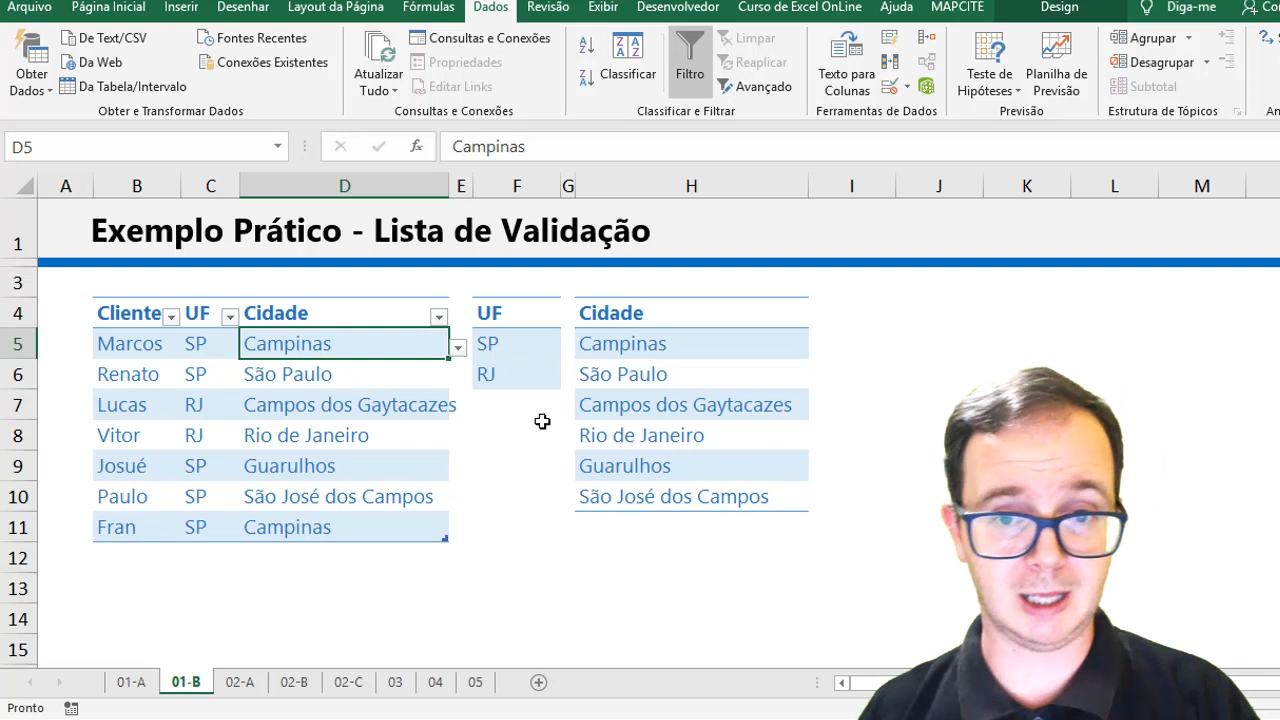 Arquivo Página Inicial Inserir Desenhar Layout da Página Fórmulas Dados Revisão Exibir Desenvolvedor Curso de Excel OnLine Ajuda MAPCITE Design Diga-me
De Text/CSV Fontes Recentes Consultas e Conexões Limpar Agrupar
Da Web Conexões Existentes Propriedades Reaplicar Desagrupar
Da Tabela/Intervalo Editar Links Avançado Subtotal
Obter Dados Atualizar Tudo Classificar Filtro Texto para Colunas Teste de Hipóteses Planilha de Previsão
Obter e Transformar Dados Consultas e Conexões Classificar e Filtrar Ferramentas de Dados Previsão Estrutura de Tópicos
D5 fx Campinas
A B C D E F G H I J K L M
1 Exemplo Prático - Lista de Validação
3
4 Cliente UF Cidade UF Cidade
5 Marcos SP Campinas SP Campinas
6 Renato SP São Paulo RJ São Paulo
7 Lucas RJ Campos dos Gaytacazes Campos dos Gaytacazes
8 Vitor RJ Rio de Janeiro Rio de Janeiro
9 Josué SP Guarulhos Guarulhos
10 Paulo SP São José dos Campos São José dos Campos
11 Fran SP Campinas
12
13
14
15
01-A 01-B 02-A 02-B 02-C 03 04 05
Pronto